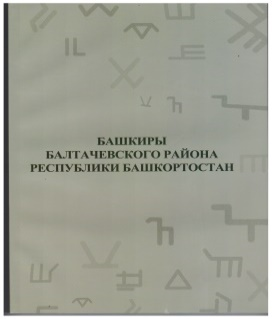 БАШКИРЫ
БАЛТАЧЕВСКОГО РАЙОНА
РЕСПУБЛИКИ БАШКОРТОСТАН